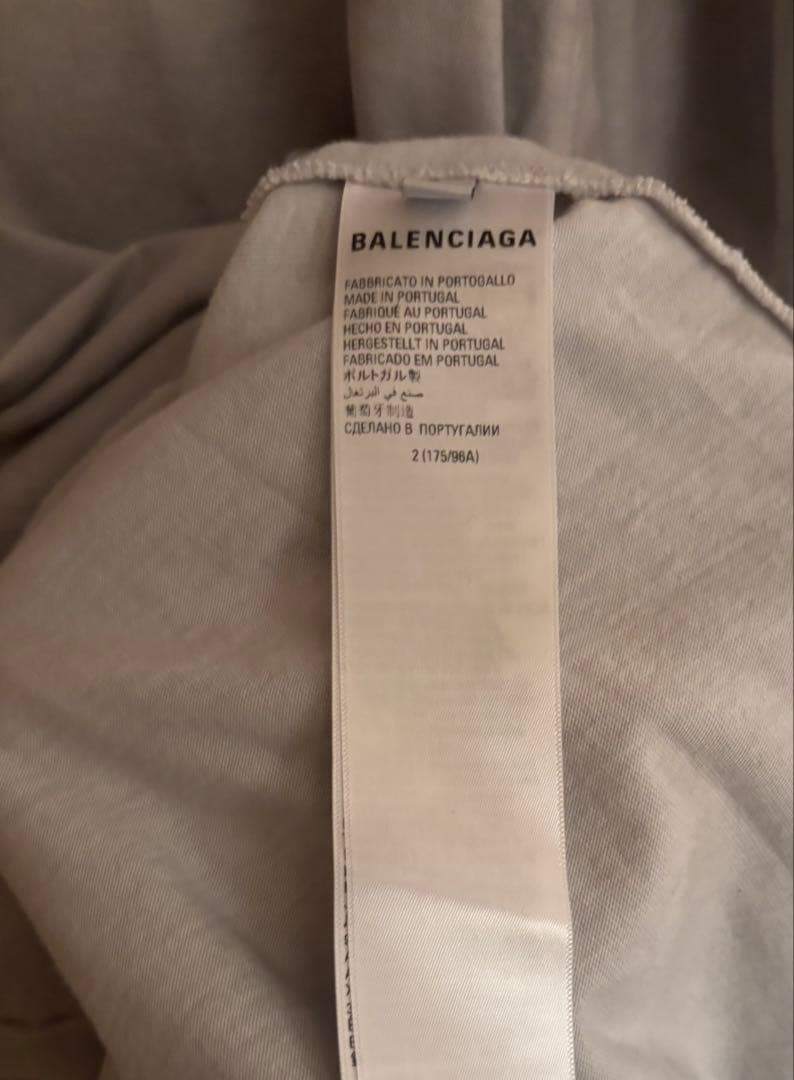 BALENCIAGA
FABBRICATO IN PORTOGALLO
MADE IN PORTUGAL
FABRIQUÉ AU PORTUGAL
HECHO EN PORTUGAL
HERGESTELLT IN PORTUGAL
FABRICADO EM PORTUGAL
ポルトガル製
صنع في البرتغال
葡萄牙制造
СДЕЛАНО В ПОРТУГАЛИИ
2 (175/96A)